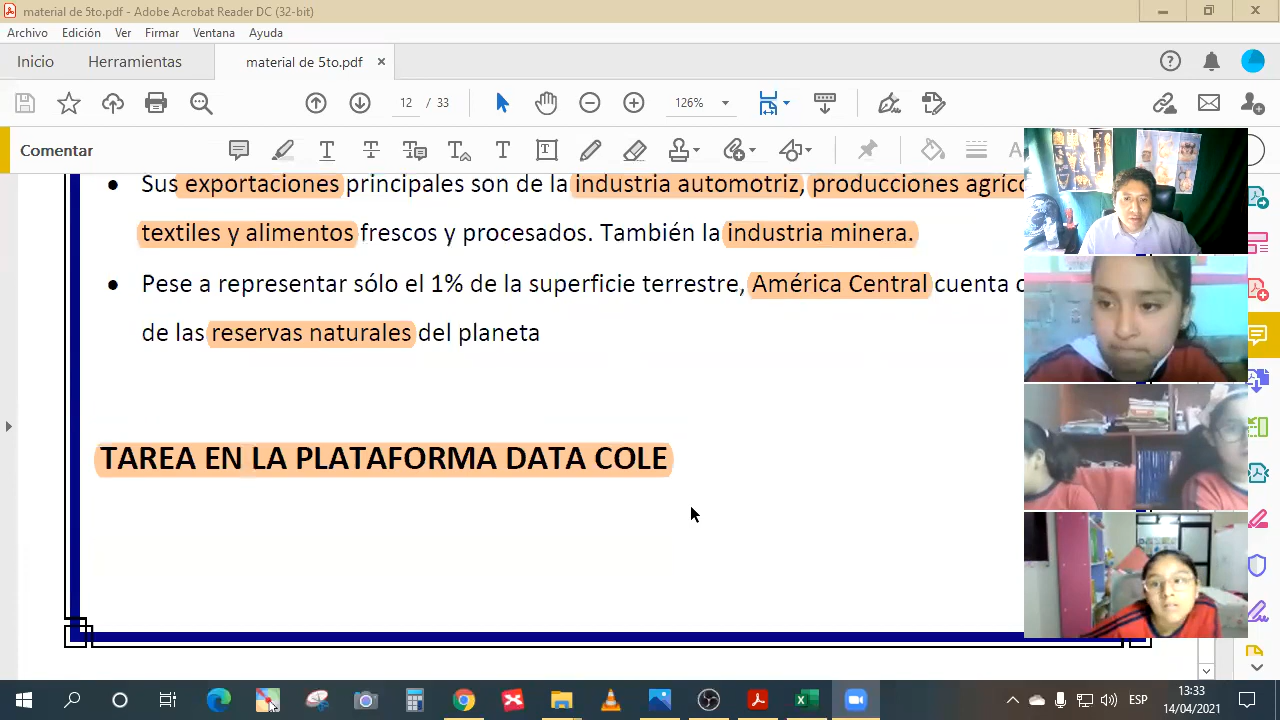 material de 5to.pdf - Adobe Acrobat Reader DC (32-bit)
Archivo Edición Ver Firmar Ventana Ayuda
Inicio Herramientas material de 5to.pdf ×
12 / 33 126%
Comentar
Sus exportaciones principales son de la industria automotriz, producciones
textiles y alimentos frescos y procesados. También la industria minera.
Pese a representar sólo el 1% de la superficie terrestre, América Central cuenta
de las reservas naturales del planeta
TAREA EN LA PLATAFORMA DATA COLE
ESP
13:33
14/04/2021